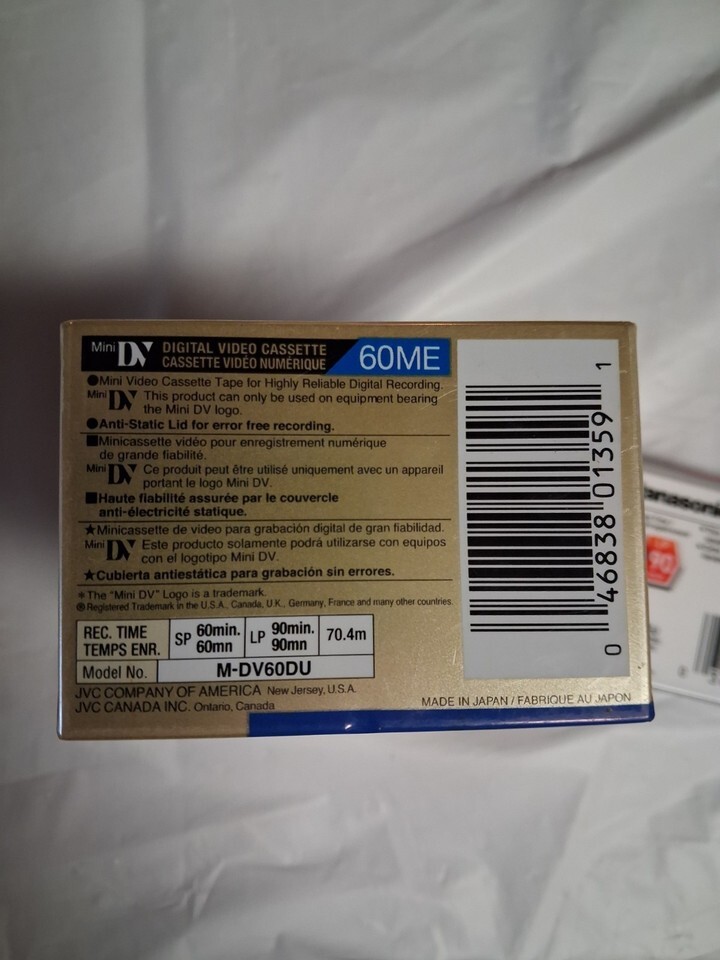 Mini DV DIGITAL VIDEO CASSETTE
CASSETTE VIDÉO NUMÉRIQUE
60ME
●Mini Video Cassette Tape for Highly Reliable Digital Recording.
Mini DV This product can only be used on equipment bearing
the Mini DV logo.
●Anti-Static Lid for error free recording.
■Minicassette vidéo pour enregistrement numérique
de grande fiabilité.
Mini DV Ce produit peut être utilisé uniquement avec un appareil
portant le logo Mini DV.
■Haute fiabilité assurée par le couvercle
anti-électricité statique.
★Minicassette de video para grabación digital de gran fiabilidad.
Mini DV Este producto solamente podrá utilizarse con equipos
con el logotipo Mini DV.
★Cubierta antiestática para grabación sin errores.
* The "Mini DV" Logo is a trademark.
® Registered Trademark in the U.S.A., Canada, U.K., Germany, France and many other countries.
REC. TIME
TEMPS ENR.
SP 60min.
60mn
LP 90min.
90mn
70.4m
Model No. M-DV60DU
JVC COMPANY OF AMERICA New Jersey, U.S.A.
JVC CANADA INC. Ontario, Canada
MADE IN JAPAN / FABRIQUE AU JAPON
0 46838 01359 1
90